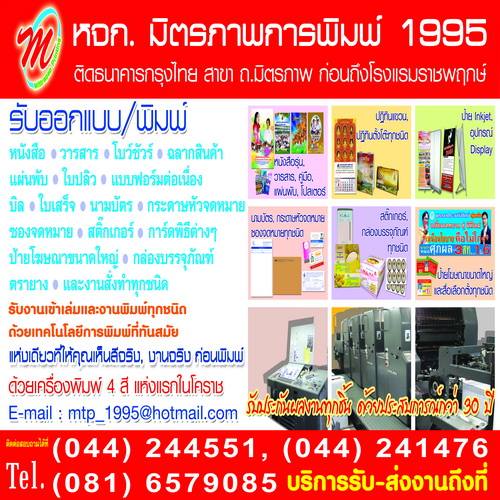 หจก. มิตรภาพการพิมพ์ 1995
ติดธนาคารกรุงไทย สาขา ถ.มิตรภาพ ก่อนถึงโรงแรมราชพฤกษ์
รับออกแบบ/พิมพ์
หนังสือ • วารสาร • โบว์ชัวร์ • ฉลากสินค้า
แผ่นพับ • ใบปลิว • แบบฟอร์มต่อเนื่อง
บิล • ใบเสร็จ • นามบัตร • กระดาษหัวจดหมาย
ซองจดหมาย • สติ๊กเกอร์ • การ์ดพิธีต่างๆ
ป้ายโฆษณาขนาดใหญ่ • กล่องบรรจุภัณฑ์
ตรายาง • และงานสั่งทำทุกชนิด
รับงานเข้าเล่มและงานพิมพ์ทุกชนิด
ด้วยเทคโนโลยีการพิมพ์ที่ทันสมัย
แห่งเดียวที่ให้คุณเห็นสีจริง, งานจริง ก่อนพิมพ์
ด้วยเครื่องพิมพ์ 4 สี แห่งแรกในโคราช
E-mail : mtp_1995@hotmail.com
หนังสือรุ่น,
วารสาร, คู่มือ,
แผ่นพับ, โปสเตอร์
ปฏิทินแขวน,
ปฏิทินตั้งโต๊ะทุกชนิด
ป้าย Inkjet,
อุปกรณ์
Display
นามบัตร, กระดาษหัวจดหมาย
ซองจดหมายทุกชนิด
สติ๊กเกอร์,
กล่องบรรจุภัณฑ์
ทุกชนิด
ป้ายโฆษณาขนาดใหญ่
และสื่อเลือกตั้งทุกชนิด
รับประกันผลงานทุกชิ้น ด้วยประสบการณ์กว่า 30 ปี
ติดต่อสอบถามได้ที่
Tel. (044) 244551, (044) 241476
(081) 6579085 บริการรับ-ส่งงานถึงที่